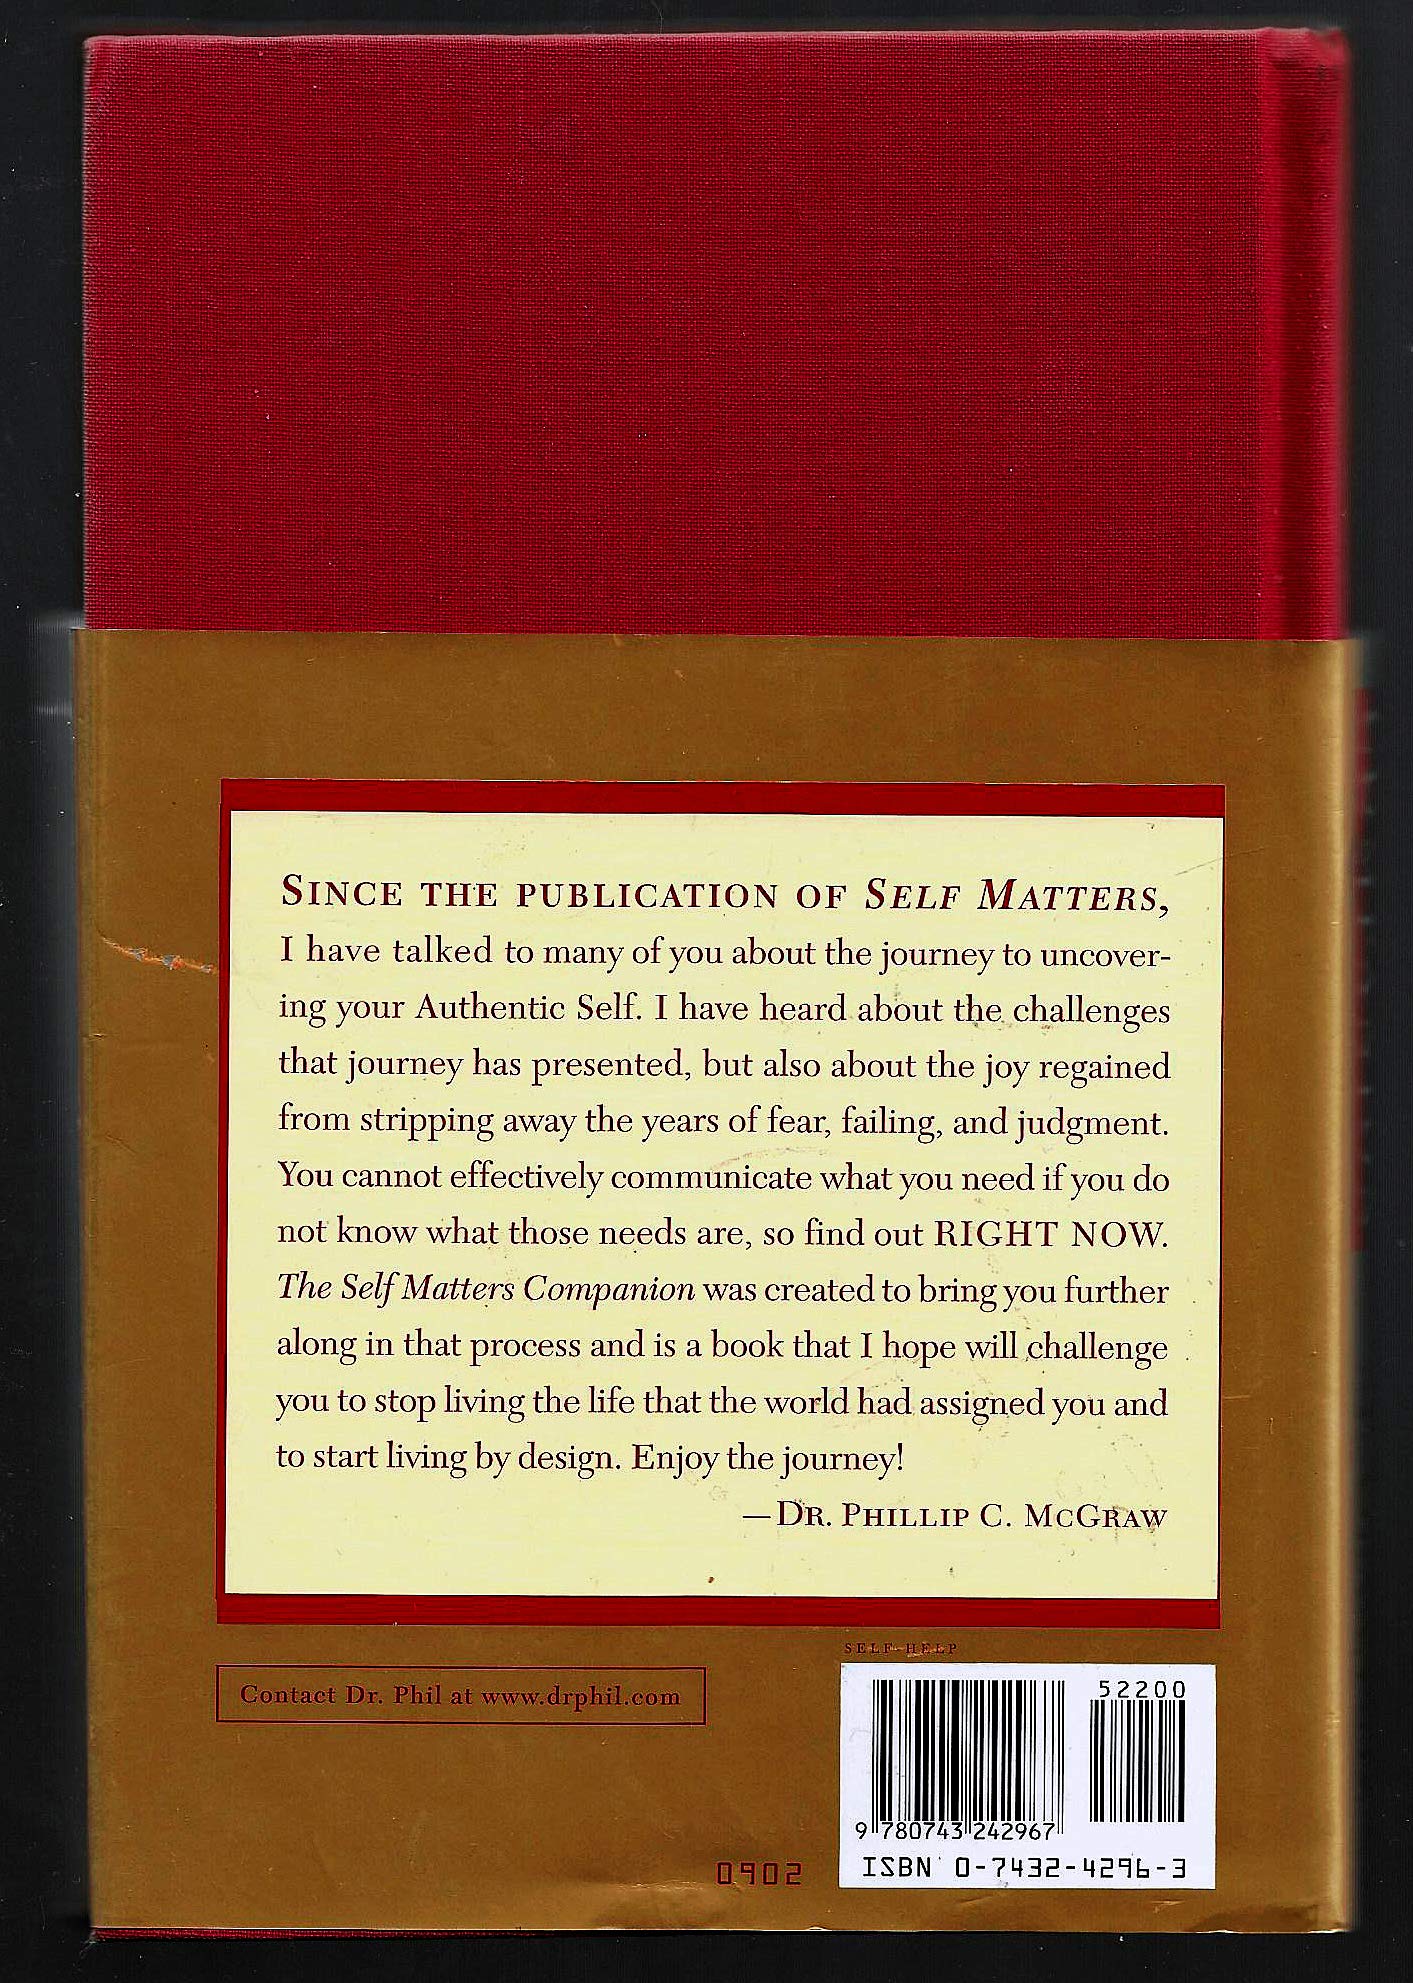 SINCE THE PUBLICATION OF SELF MATTERS,
I have talked to many of you about the journey to uncover-
ing your Authentic Self. I have heard about the challenges
that journey has presented, but also about the joy regained
from stripping away the years of fear, failing, and judgment.
You cannot effectively communicate what you need if you do
not know what those needs are, so find out RIGHT NOW.
The Self Matters Companion was created to bring you further
along in that process and is a book that I hope will challenge
you to stop living the life that the world had assigned you and
to start living by design. Enjoy the journey!
—DR. PHILLIP C. MCGRAW
SELF-HELP
Contact Dr. Phil at www.drphil.com
52200
9 780743 242967
ISBN 0-7432-4296-3
0902